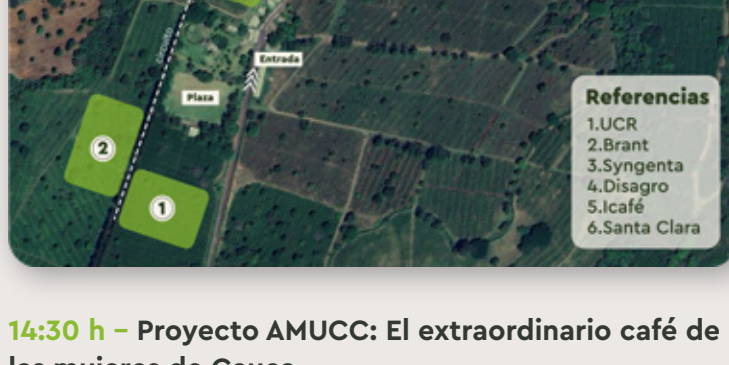 Entrada
Plaza
2
1
Referencias
1.UCR
2.Brant
3.Syngenta
4.Disagro
5.Icafé
6.Santa Clara
14:30 h – Proyecto AMUCC: El extraordinario café de